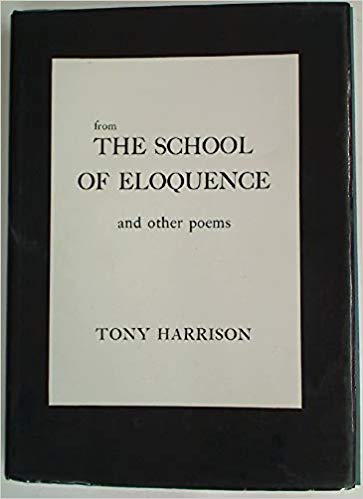 from
THE SCHOOL
OF ELOQUENCE
and other poems
TONY HARRISON